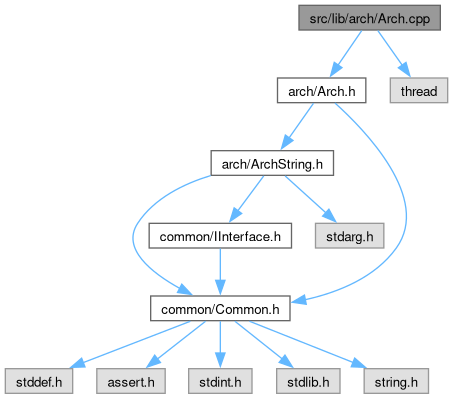 src/lib/arch/Arch.cpp
arch/Arch.h
thread
arch/ArchString.h
common/IInterface.h
stdarg.h
common/Common.h
stddef.h
assert.h
stdint.h
stdlib.h
string.h